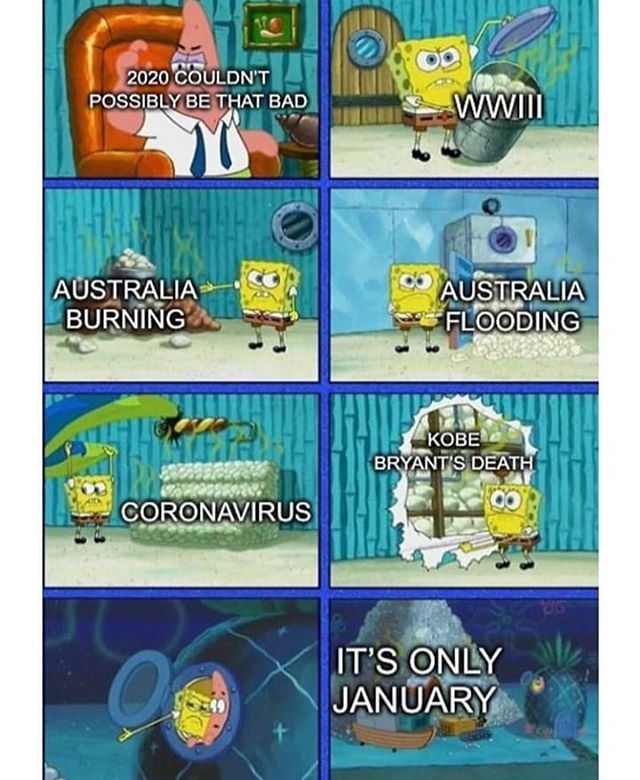 2020 COULDN'T
POSSIBLY BE THAT BAD
WWIII
AUSTRALIA
BURNING
AUSTRALIA
FLOODING
CORONAVIRUS
KOBE
BRYANT'S DEATH
IT'S ONLY
JANUARY